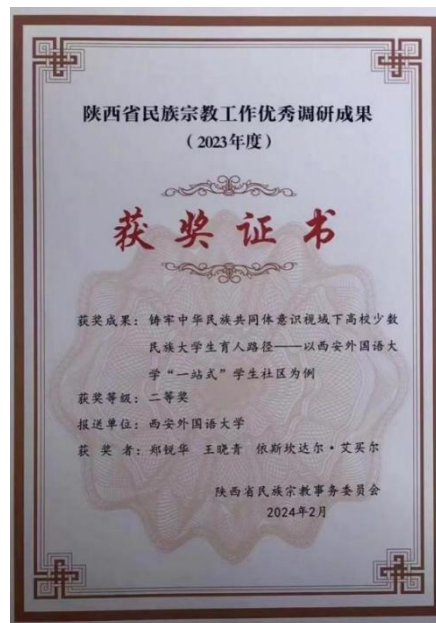 陕西省民族宗教工作优秀调研成果
（2023年度）
获奖证书
获奖成果：铸牢中华民族共同体意识视域下高校少数
民族大学生育人路径——以西安外国语大
学“一站式”学生社区为例
获奖等级：二等奖
报送单位：西安外国语大学
获 奖 者：郑锐华 王晓青 依斯坎达尔·艾买尔
陕西省民族宗教事务委员会
2024年2月